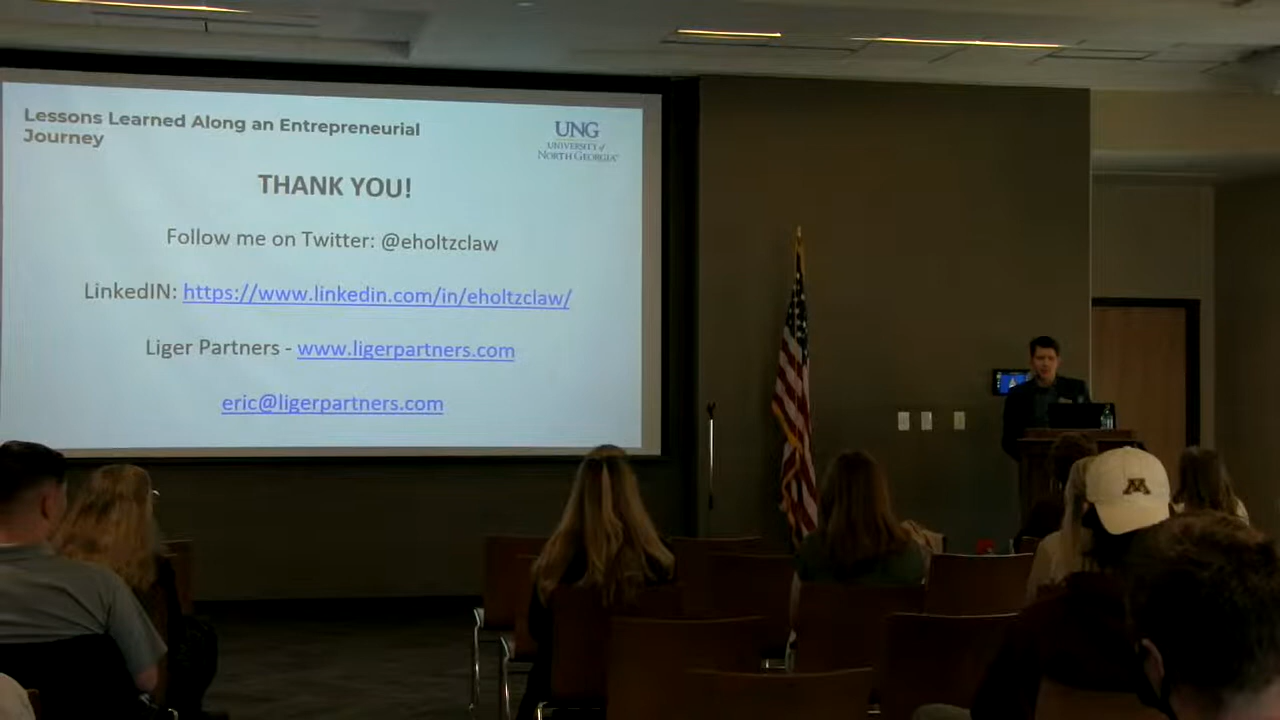 Lessons Learned Along an Entrepreneurial
Journey
UNG
UNIVERSITY of
NORTH GEORGIA™
THANK YOU!
Follow me on Twitter: @eholtzclaw
LinkedIN: https://www.linkedin.com/in/eholtzclaw/
Liger Partners - www.ligerpartners.com
eric@ligerpartners.com
M